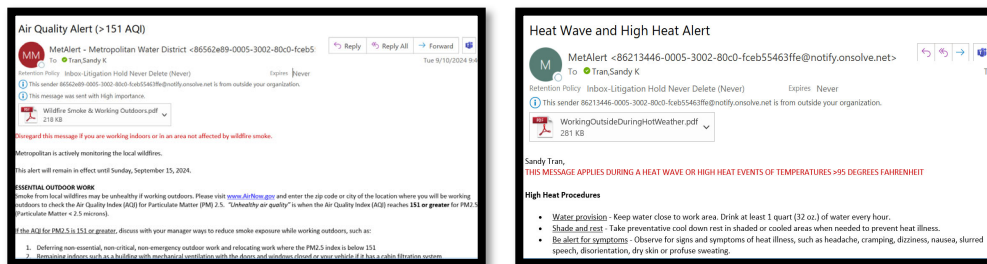 Air Quality Alert (>151 AQI)
MM
MetAlert - Metropolitan Water District <86562e89-0005-3002-80c0-fceb5:
To Tran,Sandy K
Reply
Reply All
Forward
Tue 9/10/2024 9:4
Retention Policy Inbox-Litigation Hold Never Delete (Never)
Expires Never
This sender 86562e89-0005-3002-80c0-fceb55463ffe@notify.onsolve.net is from outside your organization.
This message was sent with High importance.
Wildfire Smoke & Working Outdoors.pdf
218 KB
Disregard this message if you are working indoors or in an area not affected by wildfire smoke.
Metropolitan is actively monitoring the local wildfires.
This alert will remain in effect until Sunday, September 15, 2024.
ESSENTIAL OUTDOOR WORK
Smoke from local wildfires may be unhealthy if working outdoors. Please visit www.AirNow.gov and enter the zip code or city of the location where you will be working
outdoors to check the Air Quality Index (AQI) for Particulate Matter (PM) 2.5. "Unhealthy air quality" is when the Air Quality Index (AQI) reaches 151 or greater for PM2.5
(Particulate Matter < 2.5 microns).
If the AQI for PM2.5 is 151 or greater, discuss with your manager ways to reduce smoke exposure while working outdoors, such as:
1. Deferring non-essential, non-critical, non-emergency outdoor work and relocating work where the PM2.5 index is below 151
2. Remaining indoors such as a building with mechanical ventilation with the doors and windows closed or your vehicle if it has a cabin filtration system
Heat Wave and High Heat Alert
M
MetAlert <86213446-0005-3002-80c0-fceb55463ffe@notify.onsolve.net>
To Tran,Sandy K
Retention Policy Inbox-Litigation Hold Never Delete (Never)
Expires Never
This sender 86213446-0005-3002-80c0-fceb55463ffe@notify.onsolve.net is from outside your organization.
WorkingOutsideDuringHotWeather.pdf
281 KB
Sandy Tran,
THIS MESSAGE APPLIES DURING A HEAT WAVE OR HIGH HEAT EVENTS OF TEMPERATURES >95 DEGREES FAHRENHEIT
High Heat Procedures
• Water provision - Keep water close to work area. Drink at least 1 quart (32 oz.) of water every hour.
• Shade and rest - Take preventative cool down rest in shaded or cooled areas when needed to prevent heat illness.
• Be alert for symptoms - Observe for signs and symptoms of heat illness, such as headache, cramping, dizziness, nausea, slurred
speech, disorientation, dry skin or profuse sweating.